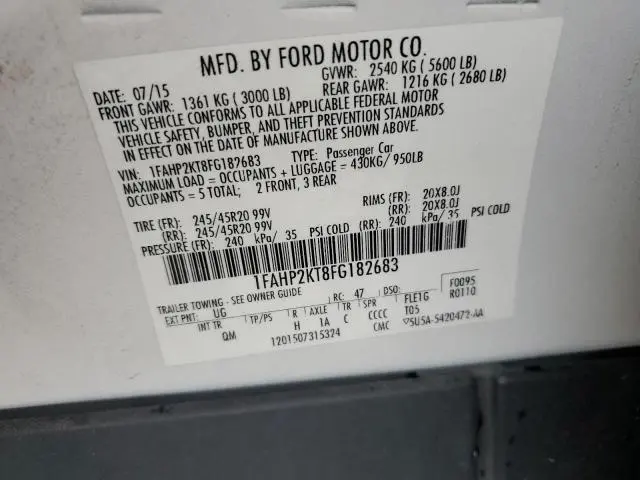 MFD. BY FORD MOTOR CO.
DATE: 07/15 GVWR: 2540 KG ( 5600 LB)
FRONT GAWR: 1361 KG ( 3000 LB) REAR GAWR: 1216 KG ( 2680 LB)
THIS VEHICLE CONFORMS TO ALL APPLICABLE FEDERAL MOTOR
VEHICLE SAFETY, BUMPER, AND THEFT PREVENTION STANDARDS
IN EFFECT ON THE DATE OF MANUFACTURE SHOWN ABOVE.
VIN: 1FAHP2KT8FG182683 TYPE: Passenger Car
MAXIMUM LOAD = OCCUPANTS + LUGGAGE = 430KG/ 950LB
OCCUPANTS = 5 TOTAL; 2 FRONT, 3 REAR
TIRE (FR): 245/45R20 99V RIMS (FR): 20X8.0J
(RR): 245/45R20 99V (RR): 20X8.0J
PRESSURE (FR): 240 kPa/ 35 PSI COLD (RR): 240 kPa/ 35 PSI COLD
1FAHP2KT8FG182683
TRAILER TOWING - SEE OWNER GUIDE
EXT PNT: UG RC: 47 DSO: F0095
R0110
INT TR TP/PS R AXLE TR SPR FLE1G
QM H 1A C CCCC T05
1201507315324 CMC ▽5U5A-5420472-AA